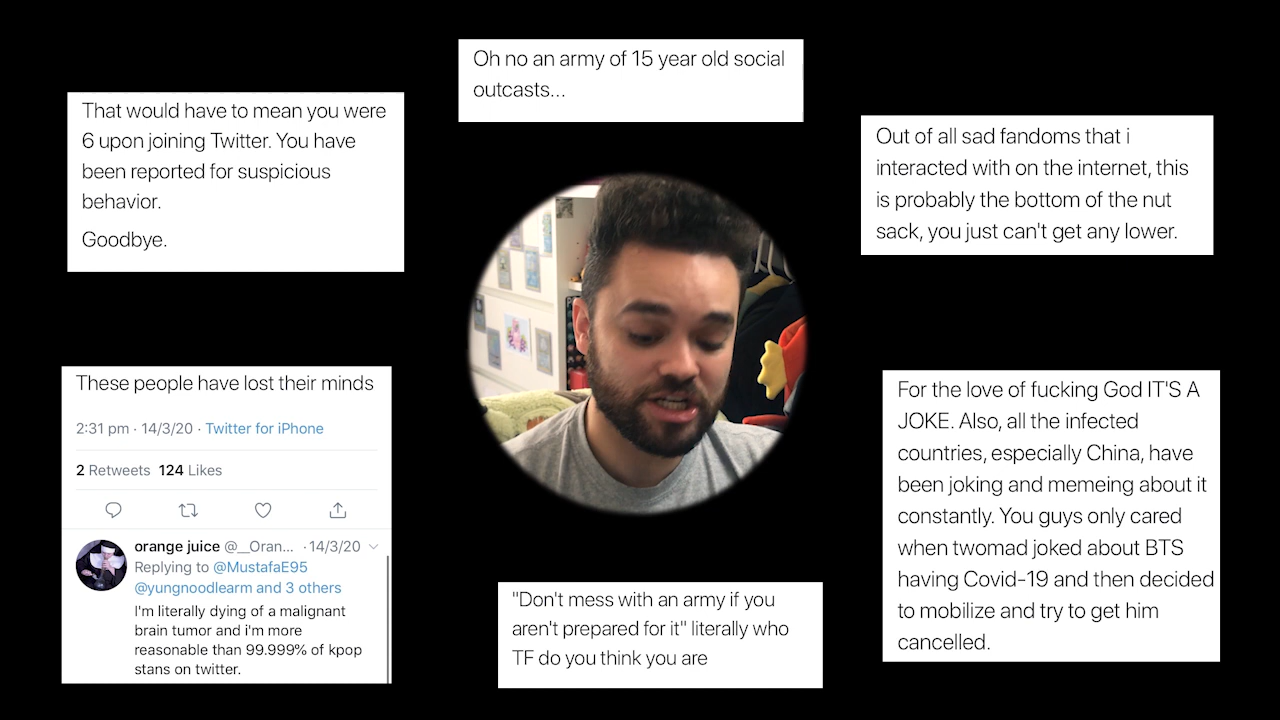 Oh no an army of 15 year old social
outcasts...
That would have to mean you were
6 upon joining Twitter. You have
been reported for suspicious
behavior.
Goodbye.
Out of all sad fandoms that i
interacted with on the internet, this
is probably the bottom of the nut
sack, you just can't get any lower.
These people have lost their minds
2:31 pm · 14/3/20 · Twitter for iPhone
2 Retweets 124 Likes
orange juice @__Oran... · 14/3/20
Replying to @MustafaE95
@yungnoodlearm and 3 others
I'm literally dying of a malignant
brain tumor and i'm more
reasonable than 99.999% of kpop
stans on twitter.
"Don't mess with an army if you
aren't prepared for it" literally who
TF do you think you are
For the love of fucking God IT'S A
JOKE. Also, all the infected
countries, especially China, have
been joking and memeing about it
constantly. You guys only cared
when twomad joked about BTS
having Covid-19 and then decided
to mobilize and try to get him
cancelled.